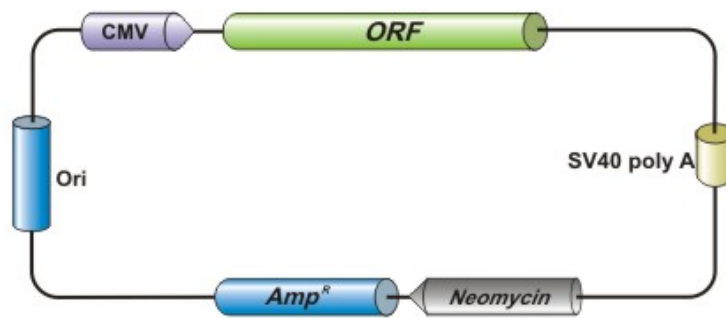 CMV
ORF
SV40 poly A
Ori
Amp^R
Neomycin